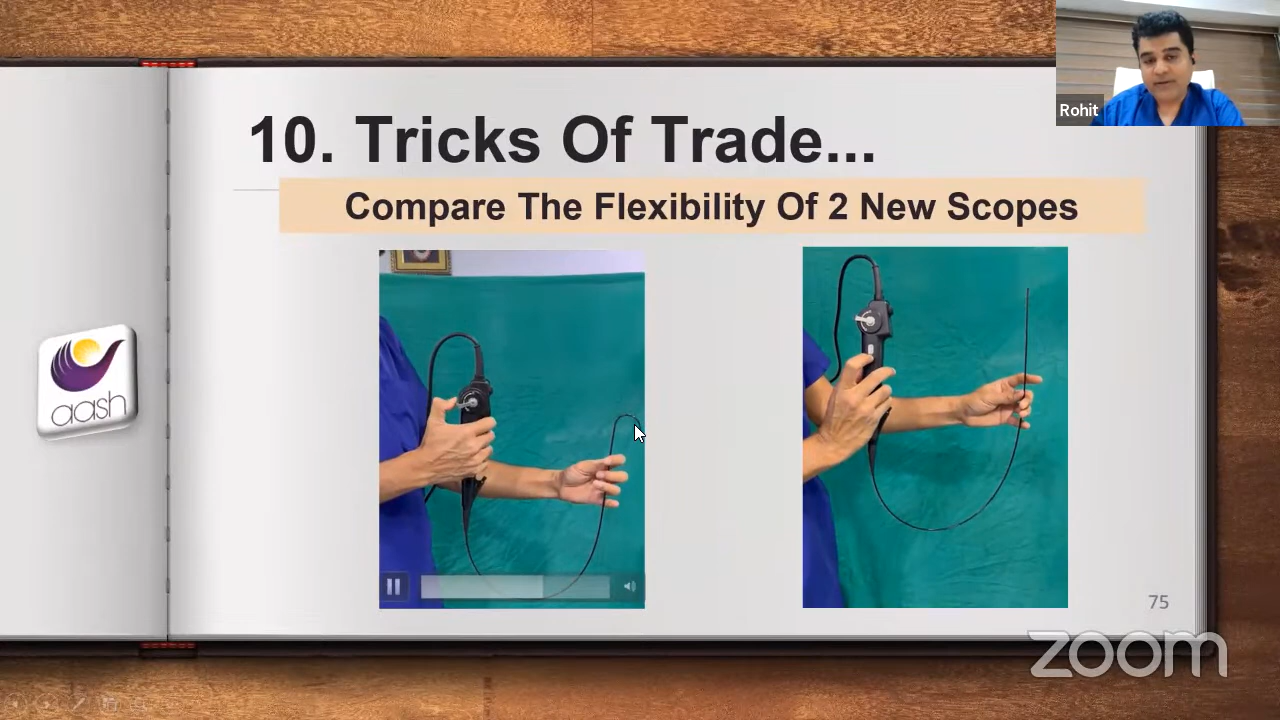 Rohit
10. Tricks Of Trade...
Compare The Flexibility Of 2 New Scopes
aash
75
zoom